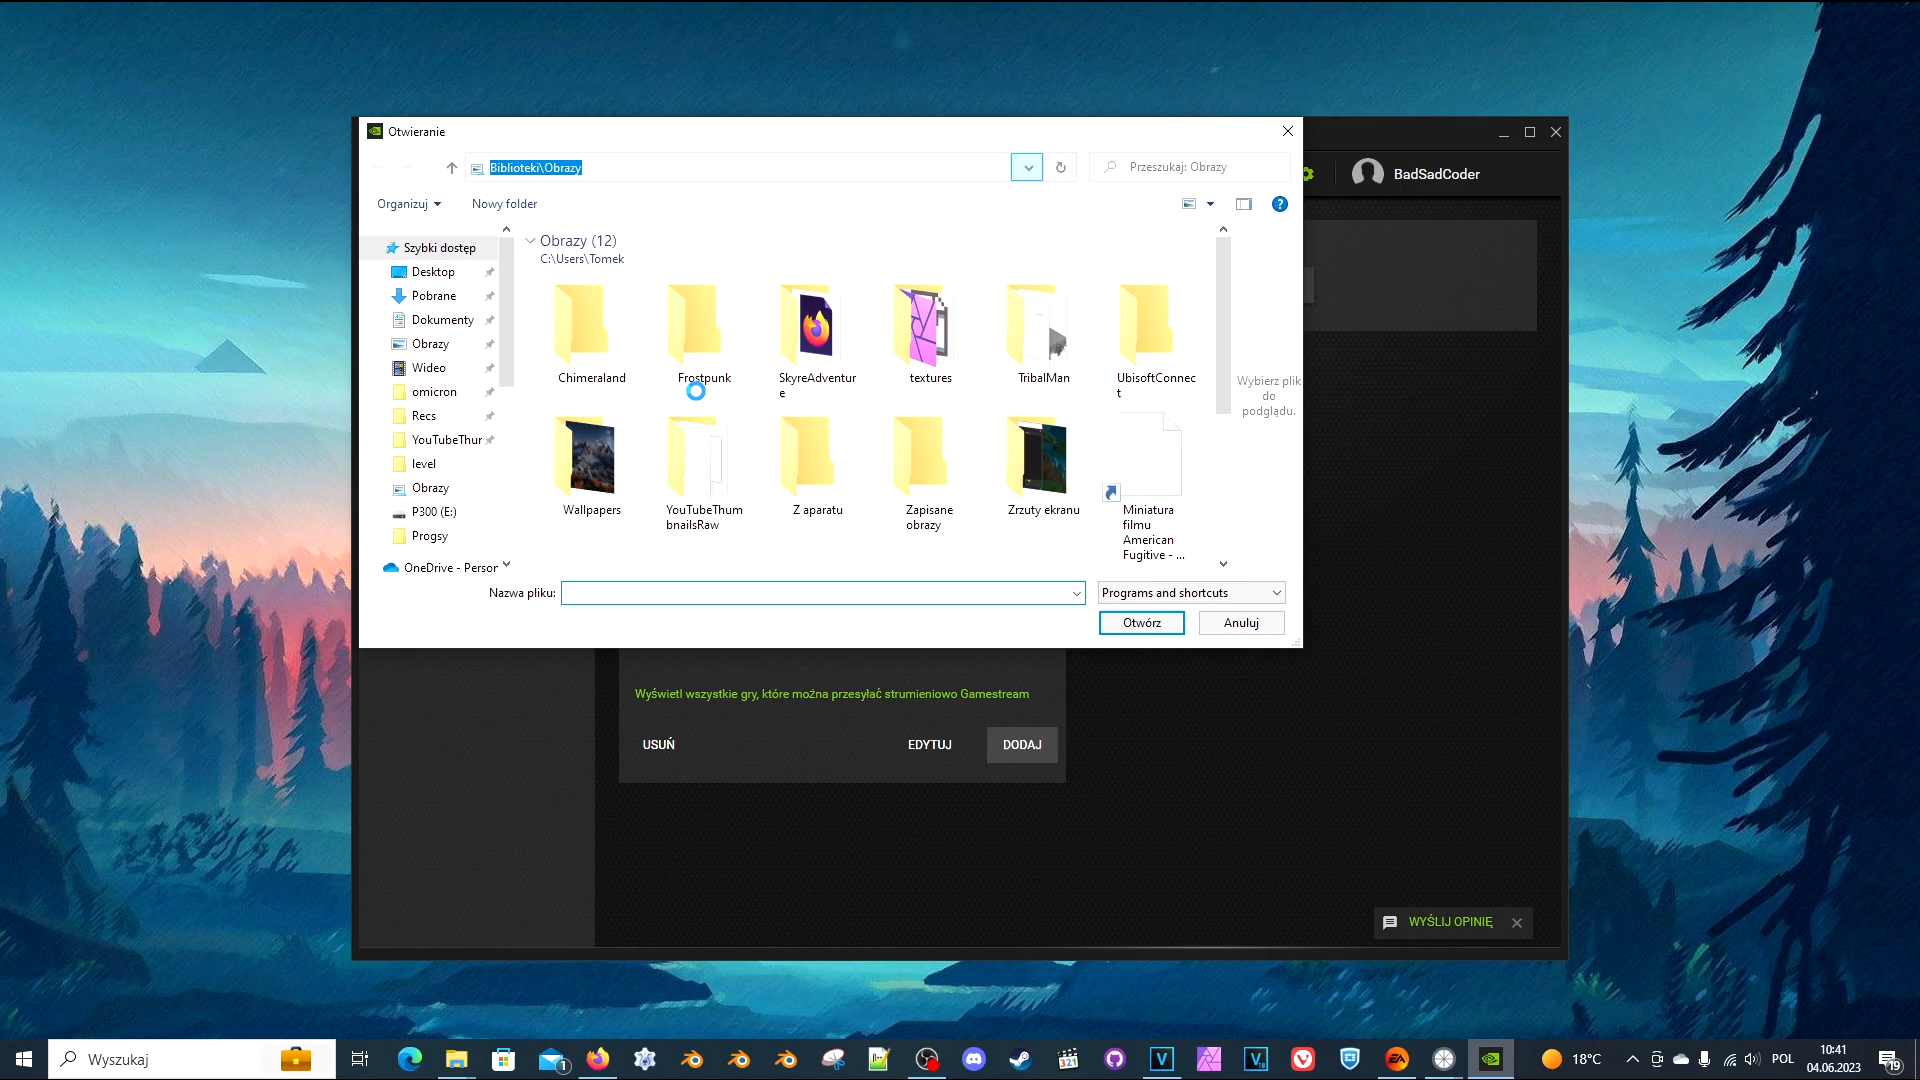 Otwieranie
Biblioteki\Obrazy
Przeszukaj: Obrazy
BadSadCoder
Organizuj
Nowy folder
Szybki dostęp
Desktop
Pobrane
Dokumenty
Obrazy
Wideo
omicron
Recs
YouTubeThur
level
Obrazy
P300 (E:)
Progsy
OneDrive - Person
Obrazy (12)
C:\Users\Tomek
Chimeraland
Frostpunk
SkyreAdventur
e
textures
TribalMan
UbisoftConnec
t
Wallpapers
YouTubeThum
bnailsRaw
Z aparatu
Zapisane
obrazy
Zrzuty ekranu
Miniatura
filmu
American
Fugitive - ...
Wybierz plik
do
podglądu.
Nazwa pliku:
Programs and shortcuts
Otwórz
Anuluj
Wyświetl wszystkie gry, które można przesyłać strumieniowo Gamestream
USUŃ
EDYTUJ
DODAJ
WYŚLIJ OPINIĘ
Wyszukaj
18°C
POL
10:41
04.06.2023
19